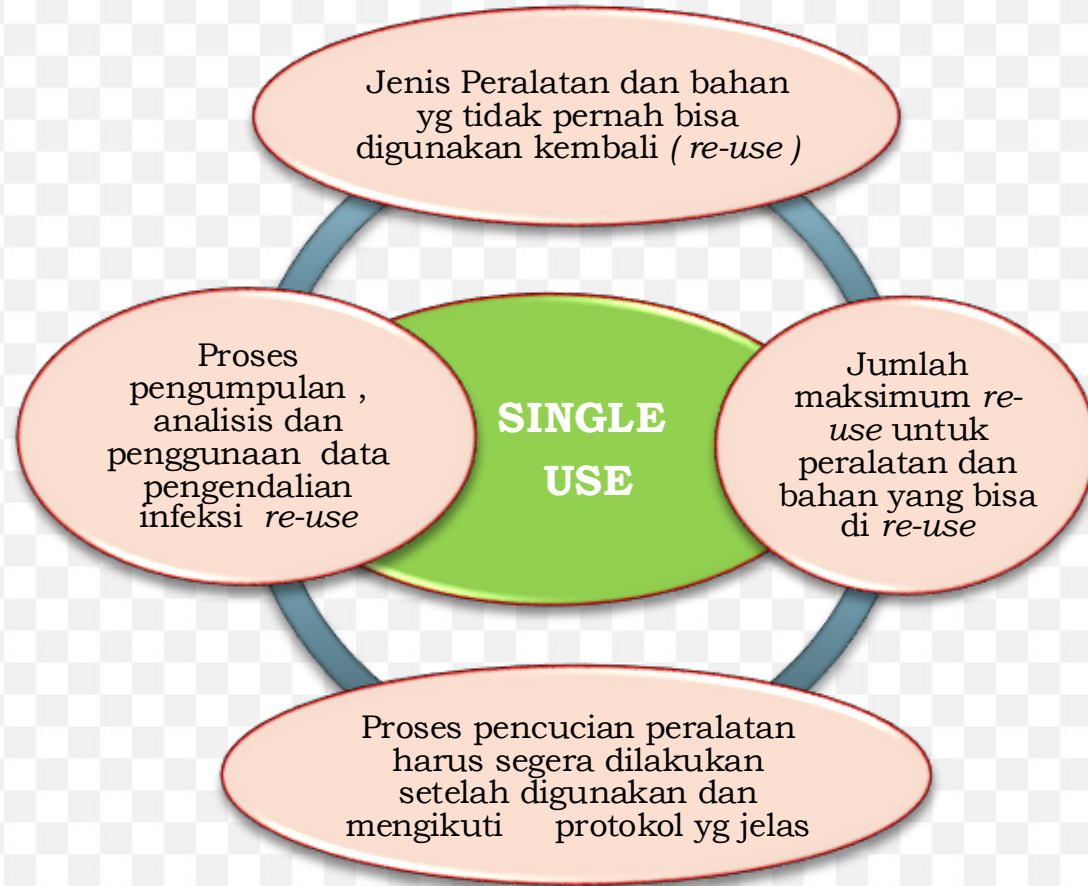 Jenis Peralatan dan bahan
yg tidak pernah bisa
digunakan kembali ( re-use )
Proses
pengumpulan ,
analisis dan
penggunaan data
pengendalian
infeksi re-use
SINGLE
USE
Jumlah
maksimum re-
use untuk
peralatan dan
bahan yang bisa
di re-use
Proses pencucian peralatan
harus segera dilakukan
setelah digunakan dan
mengikuti protokol yg jelas